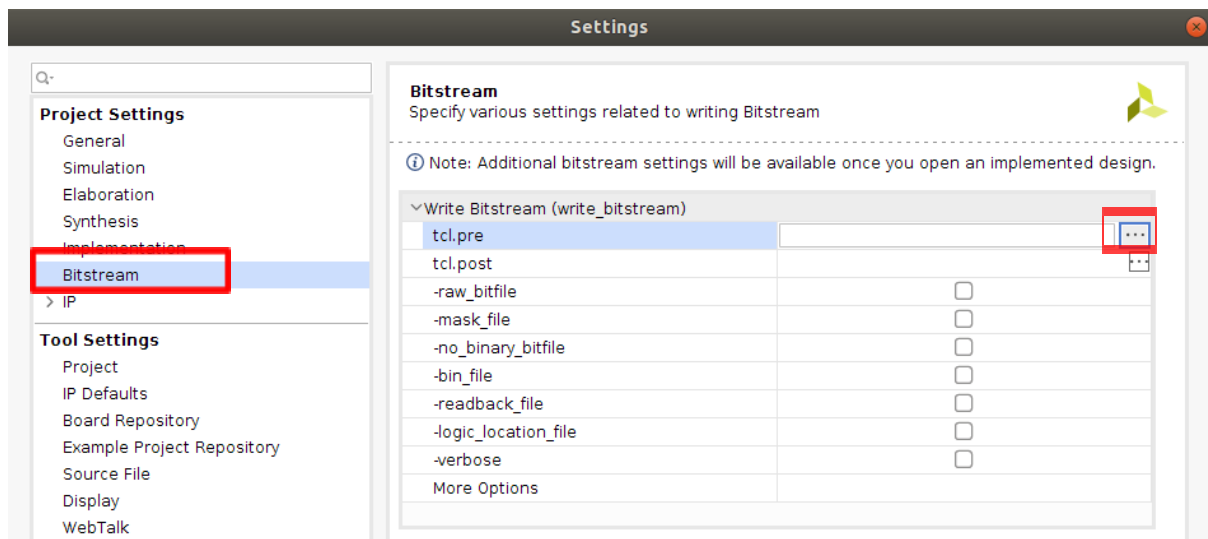 Settings
Project Settings
General
Simulation
Elaboration
Synthesis
Implementation
Bitstream
IP
Tool Settings
Project
IP Defaults
Board Repository
Example Project Repository
Source File
Display
WebTalk
Bitstream
Specify various settings related to writing Bitstream
Note: Additional bitstream settings will be available once you open an implemented design.
Write Bitstream (write_bitstream)
tcl.pre ...
tcl.post ...
-raw_bitfile
-mask_file
-no_binary_bitfile
-bin_file
-readback_file
-logic_location_file
-verbose
More Options